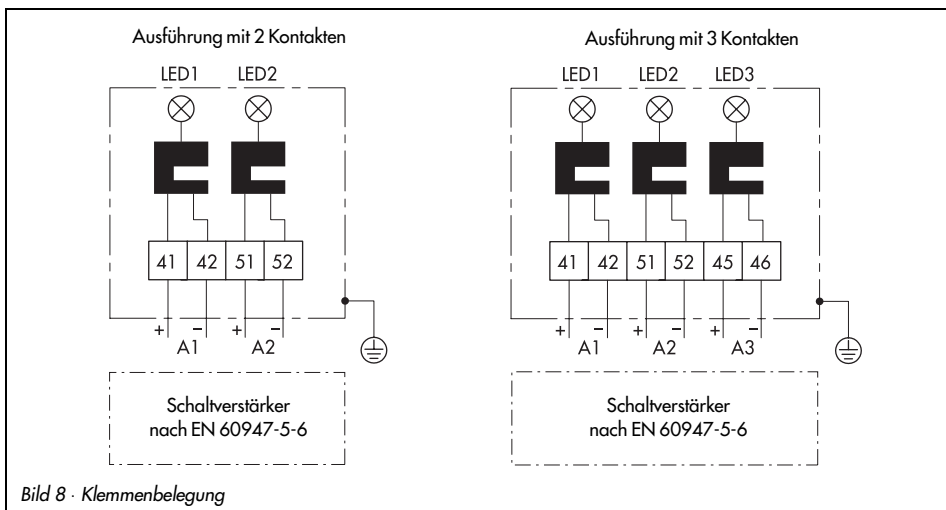 Ausführung mit 2 Kontakten
LED1 LED2
41 42 51 52
+ − + −
A1 A2
Schaltverstärker
nach EN 60947-5-6
Ausführung mit 3 Kontakten
LED1 LED2 LED3
41 42 51 52 45 46
+ − + − + −
A1 A2 A3
Schaltverstärker
nach EN 60947-5-6
Bild 8 · Klemmenbelegung